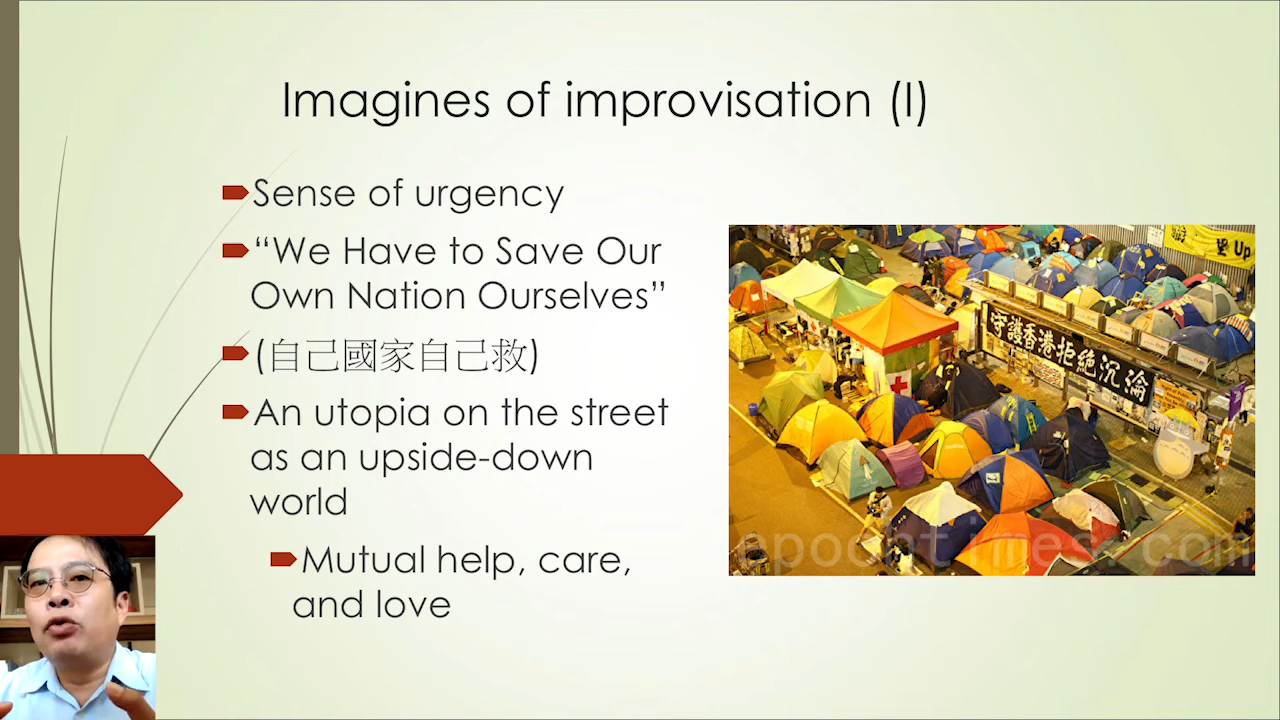 Imagines of improvisation (I)
Sense of urgency
“We Have to Save Our
Own Nation Ourselves”
(自己國家自己救)
An utopia on the street
as an upside-down
world
Mutual help, care,
and love
Up
守護香港拒絕沉淪
epochtimes.com